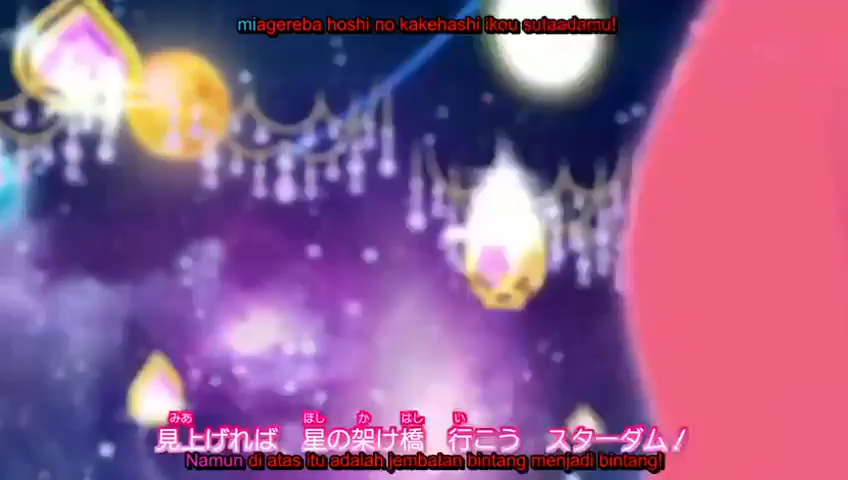 miagereba hoshi no kakehashi ikou sutaadamu!
みあ ほし か はし い
見上げれば 星の架け橋 行こう スターダム!
Namun di atas itu adalah jembatan bintang menjadi bintang!